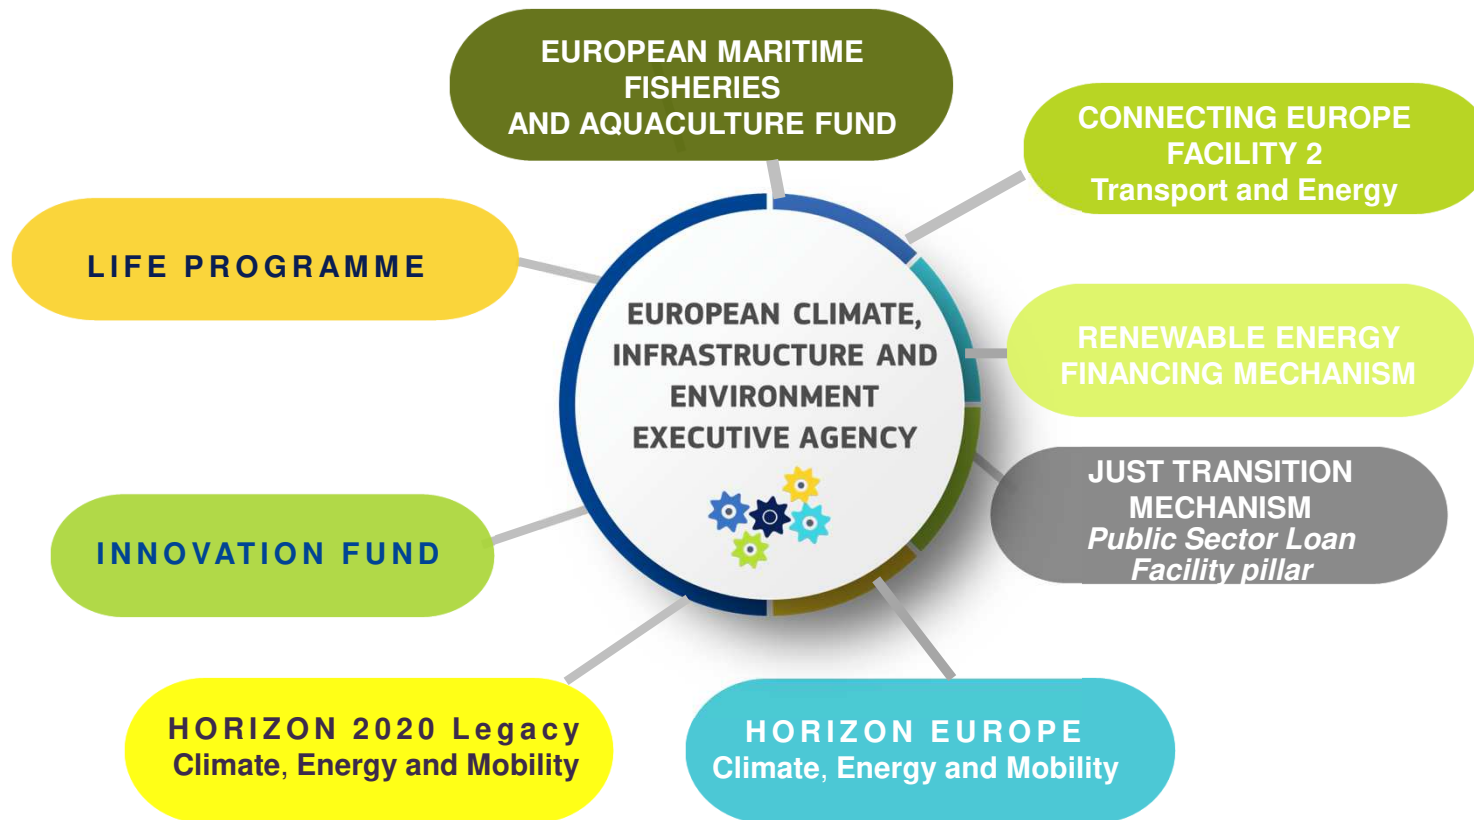 EUROPEAN MARITIME
FISHERIES
AND AQUACULTURE FUND
CONNECTING EUROPE
FACILITY 2
Transport and Energy
LIFE PROGRAMME
RENEWABLE ENERGY
FINANCING MECHANISM
EUROPEAN CLIMATE,
INFRASTRUCTURE AND
ENVIRONMENT
EXECUTIVE AGENCY
JUST TRANSITION
MECHANISM
Public Sector Loan
Facility pillar
INNOVATION FUND
HORIZON 2020 Legacy
Climate, Energy and Mobility
HORIZON EUROPE
Climate, Energy and Mobility